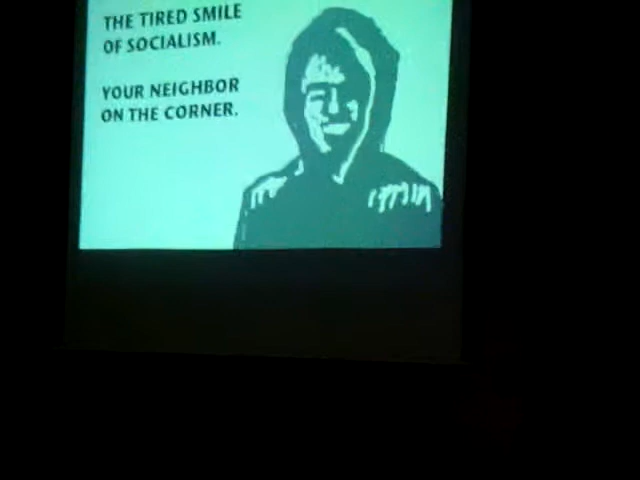 THE TIRED SMILE
OF SOCIALISM.
YOUR NEIGHBOR
ON THE CORNER.